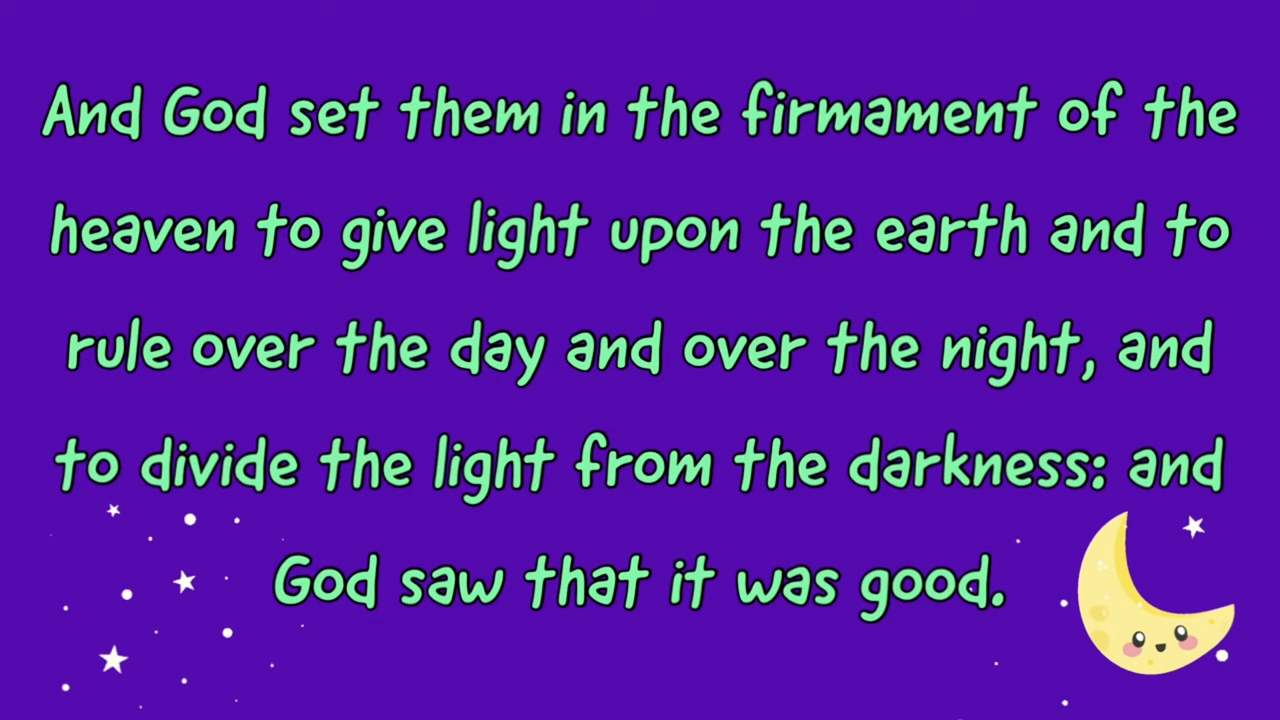 And God set them in the firmament of the
heaven to give light upon the earth and to
rule over the day and over the night, and
to divide the light from the darkness: and
God saw that it was good.